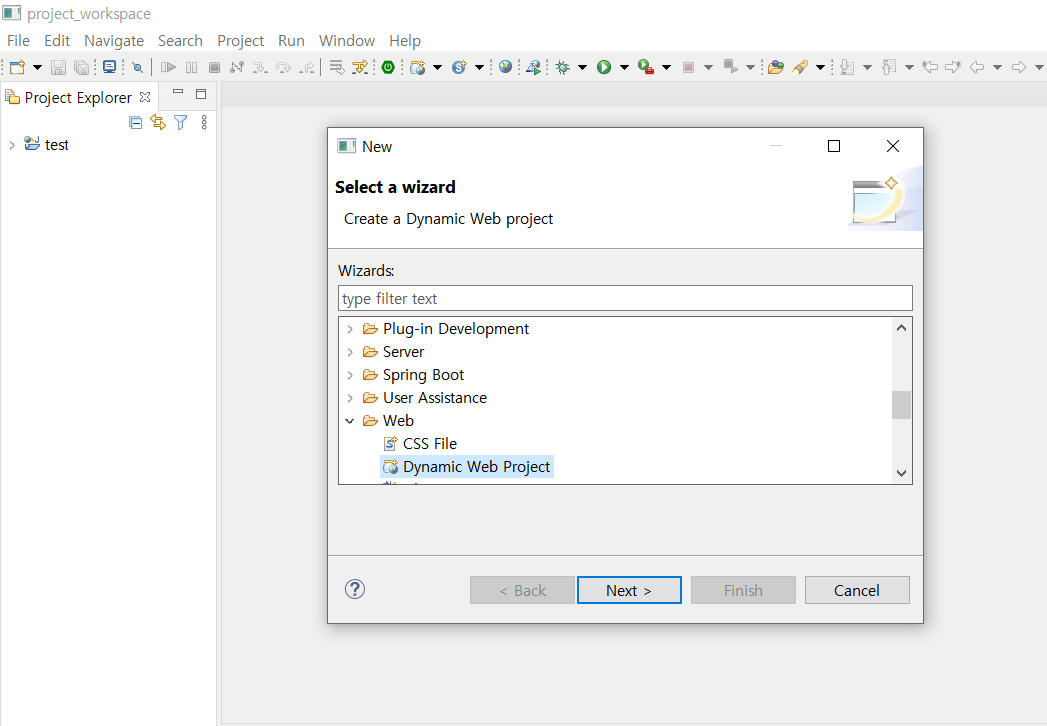 project_workspace
File Edit Navigate Search Project Run Window Help
Project Explorer
test
New
Select a wizard
Create a Dynamic Web project
Wizards:
type filter text
Plug-in Development
Server
Spring Boot
User Assistance
Web
CSS File
Dynamic Web Project
< Back Next > Finish Cancel